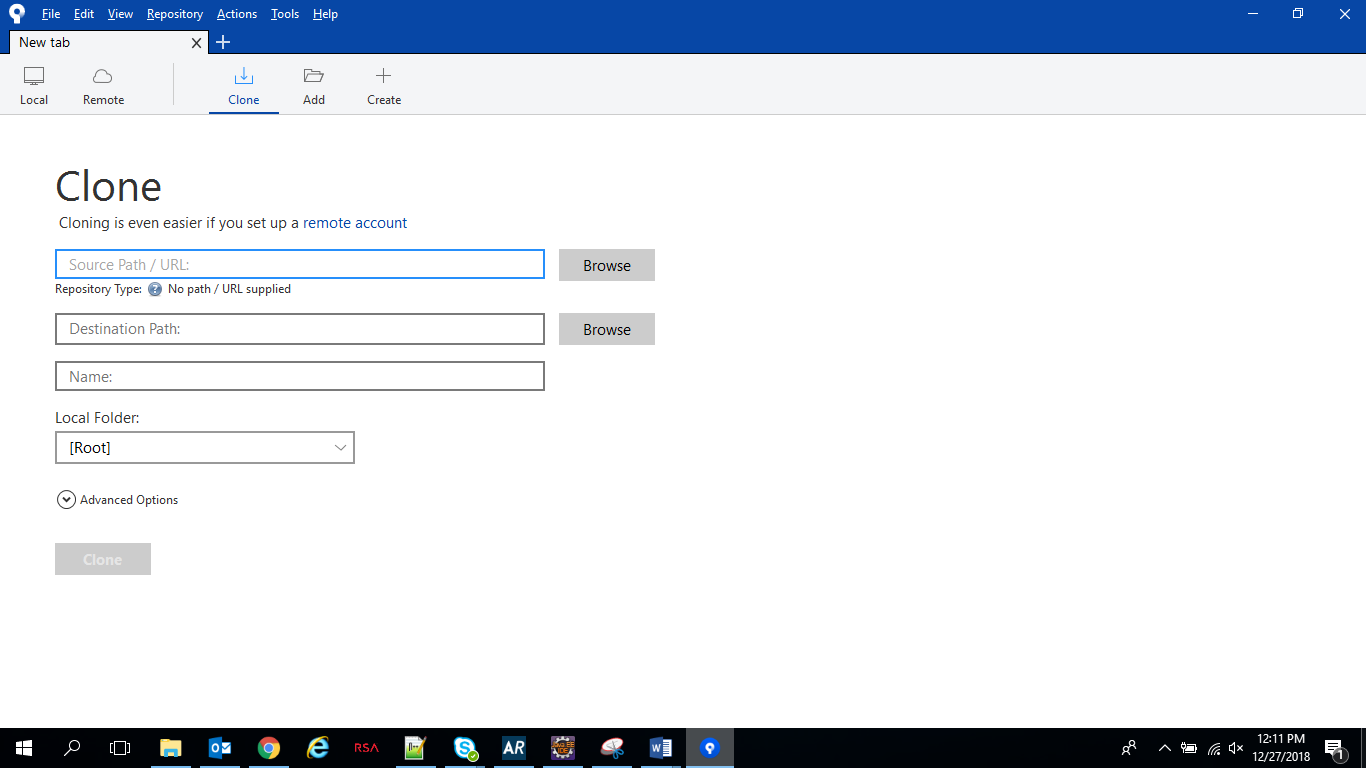 File Edit View Repository Actions Tools Help
New tab
Local Remote Clone Add Create
Clone
Cloning is even easier if you set up a remote account
Source Path / URL: Browse
Repository Type: ? No path / URL supplied
Destination Path: Browse
Name:
Local Folder:
[Root]
Advanced Options
Clone
RSA AR
12:11 PM
12/27/2018
1